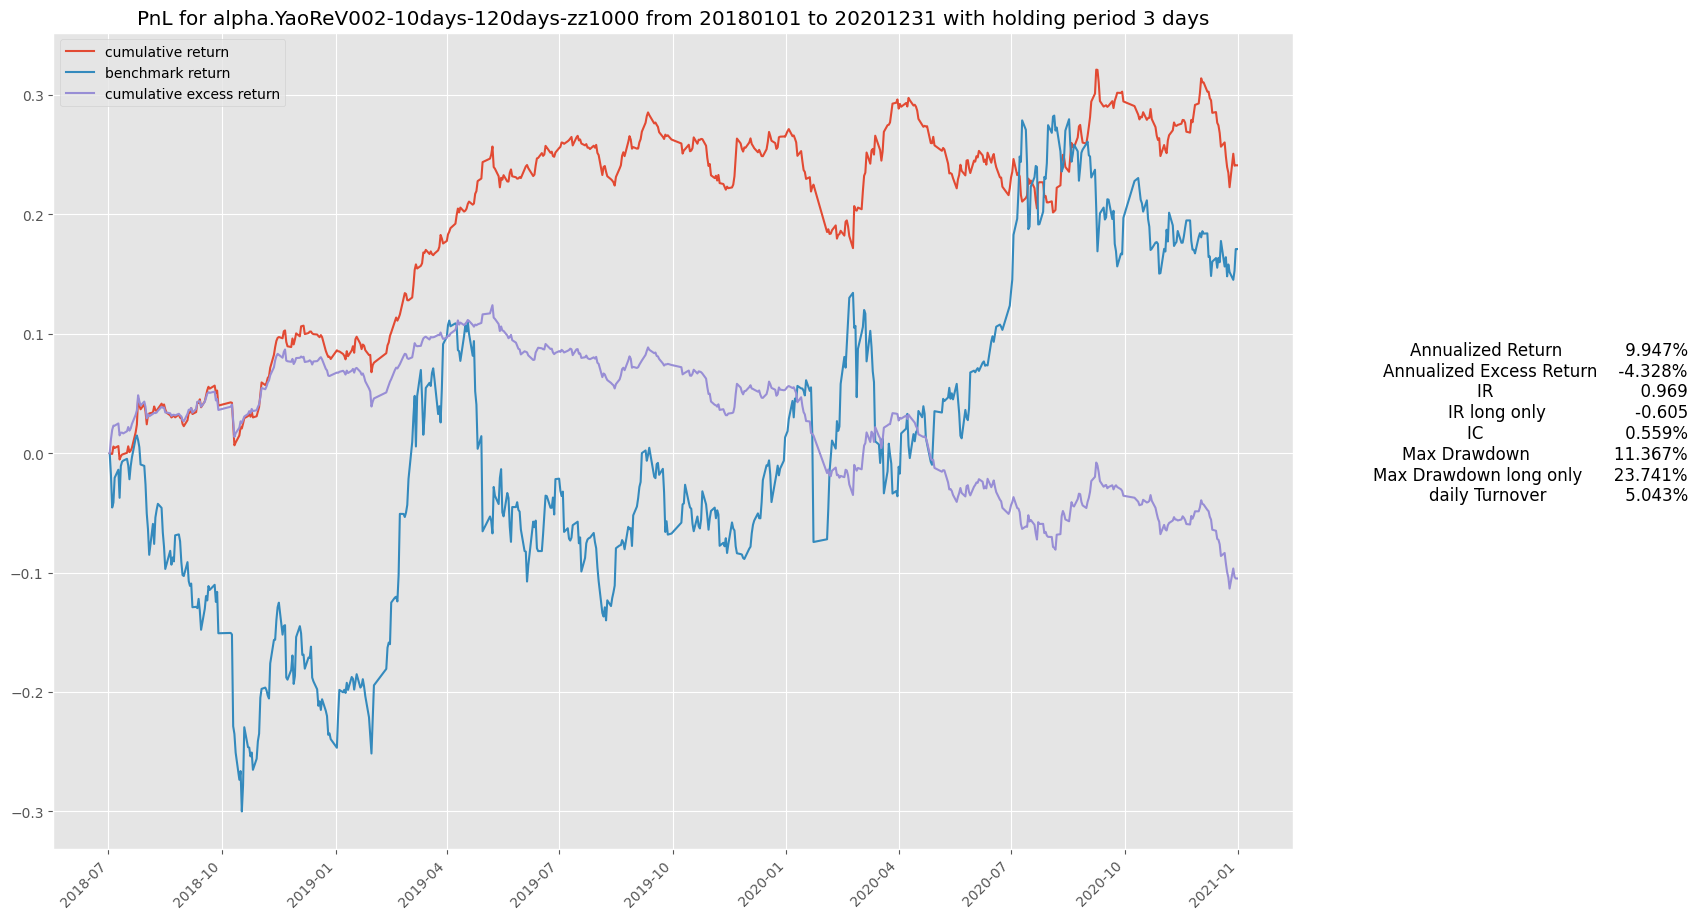 PnL for alpha.YaoReV002-10days-120days-zz1000 from 20180101 to 20201231 with holding period 3 days
cumulative return
benchmark return
cumulative excess return
0.3
0.2
0.1
0.0
−0.1
−0.2
−0.3
2018-07
2018-10
2019-01
2019-04
2019-07
2019-10
2020-01
2020-04
2020-07
2020-10
2021-01
Annualized Return 9.947%
Annualized Excess Return -4.328%
IR 0.969
IR long only -0.605
IC 0.559%
Max Drawdown 11.367%
Max Drawdown long only 23.741%
daily Turnover 5.043%